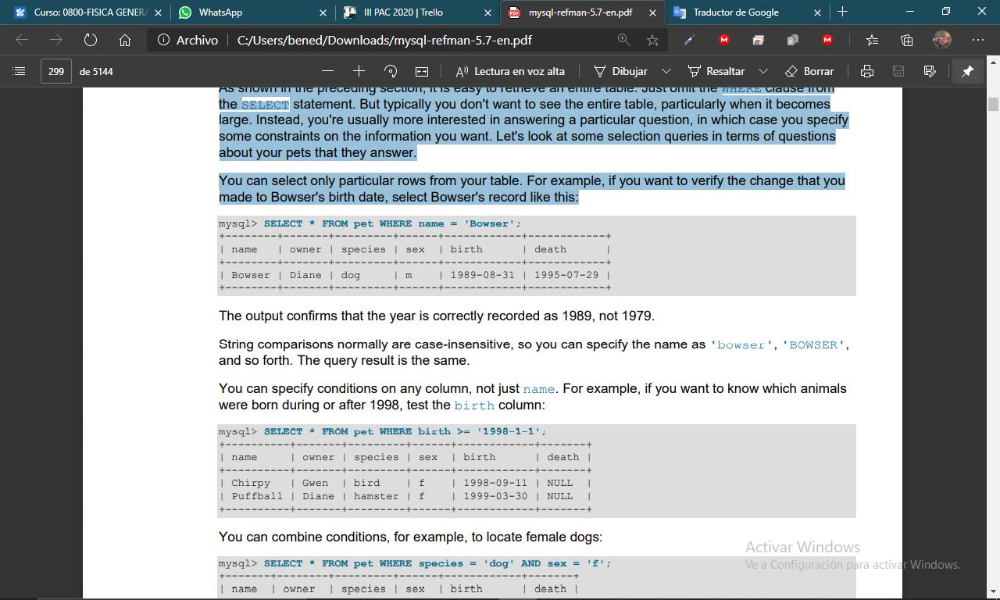 Curso: 0800-FISICA GENER
WhatsApp
III PAC 2020 | Trello
mysql-refman-5.7-en.pdf
Traductor de Google
Archivo
C:/Users/bened/Downloads/mysql-refman-5.7-en.pdf
299 de 5144
Lectura en voz alta
Dibujar
Resaltar
Borrar
As shown in the preceding section, it is easy to retrieve an entire table. Just omit the WHERE clause from
the SELECT statement. But typically you don't want to see the entire table, particularly when it becomes
large. Instead, you're usually more interested in answering a particular question, in which case you specify
some constraints on the information you want. Let's look at some selection queries in terms of questions
about your pets that they answer.
You can select only particular rows from your table. For example, if you want to verify the change that you
made to Bowser's birth date, select Bowser's record like this:
mysql> SELECT * FROM pet WHERE name = 'Bowser';
+--------+-------+---------+------+------------+------------+
| name   | owner | species | sex  | birth      | death      |
+--------+-------+---------+------+------------+------------+
| Bowser | Diane | dog     | m    | 1989-08-31 | 1995-07-29 |
+--------+-------+---------+------+------------+------------+
The output confirms that the year is correctly recorded as 1989, not 1979.
String comparisons normally are case-insensitive, so you can specify the name as 'bowser', 'BOWSER',
and so forth. The query result is the same.
You can specify conditions on any column, not just name. For example, if you want to know which animals
were born during or after 1998, test the birth column:
mysql> SELECT * FROM pet WHERE birth >= '1998-1-1';
+----------+-------+---------+------+------------+-------+
| name     | owner | species | sex  | birth      | death |
+----------+-------+---------+------+------------+-------+
| Chirpy   | Gwen  | bird    | f    | 1998-09-11 | NULL  |
| Puffball | Diane | hamster | f    | 1999-03-30 | NULL  |
+----------+-------+---------+------+------------+-------+
You can combine conditions, for example, to locate female dogs:
mysql> SELECT * FROM pet WHERE species = 'dog' AND sex = 'f';
+-------+--------+---------+------+------------+-------+
| name  | owner  | species | sex  | birth      | death |
Activar Windows
Ve a Configuración para activar Windows.